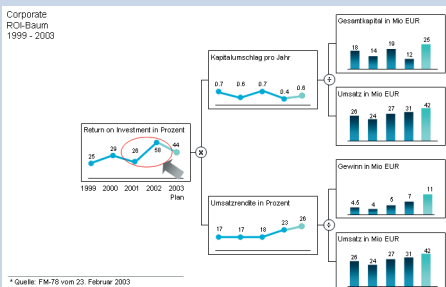 Corporate
ROI-Baum
1999 - 2003
Gesamtkapital in Mio EUR
18 14 19 12 25
Kapitalumschlag pro Jahr
0.7 0.6 0.7 0.4 0.6
÷
Umsatz in Mio EUR
26 24 27 31 42
Return on Investment in Prozent
25 29 26 58 44
1999 2000 2001 2002 2003
Plan
×
Gewinn in Mio EUR
4.5 4 5 7 11
Umsatzrendite in Prozent
17 17 18 23 26
÷
Umsatz in Mio EUR
26 24 27 31 42
* Quelle: FM-78 vom 23. Februar 2003